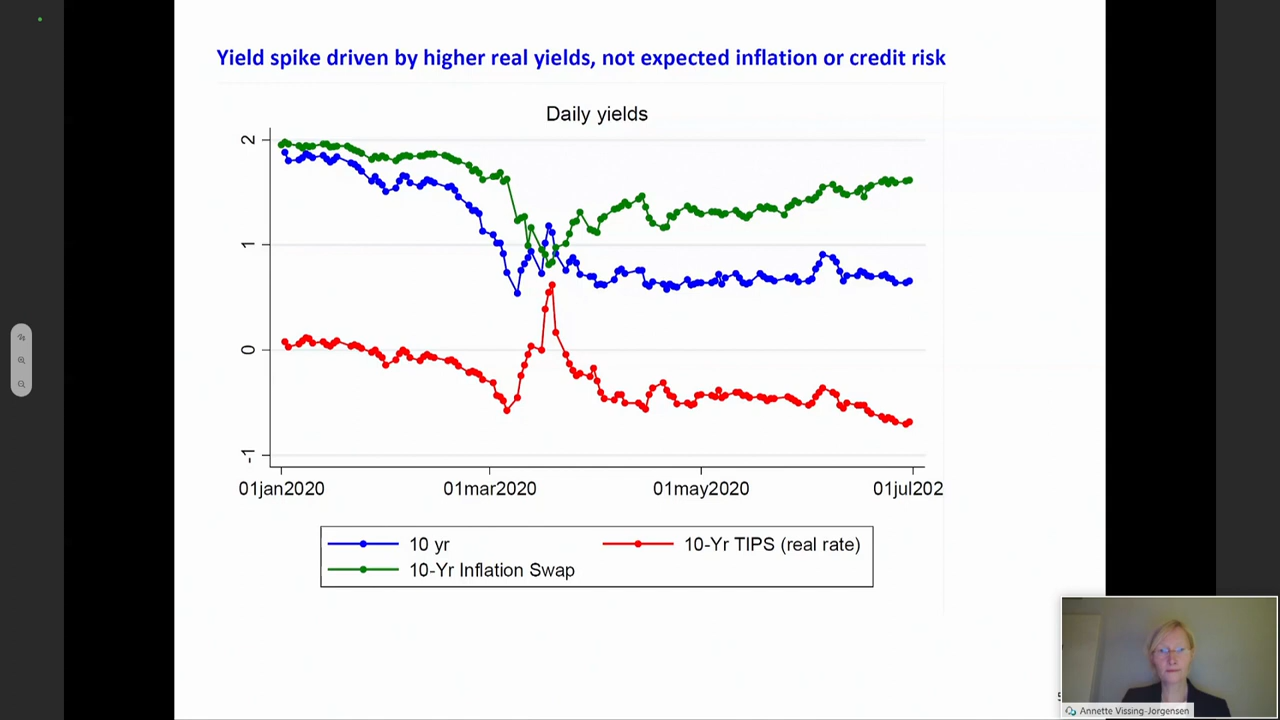 Yield spike driven by higher real yields, not expected inflation or credit risk
Daily yields
2
1
0
-1
01jan2020
01mar2020
01may2020
01jul202
10 yr
10-Yr TIPS (real rate)
10-Yr Inflation Swap
Annette Vissing-Jorgensen